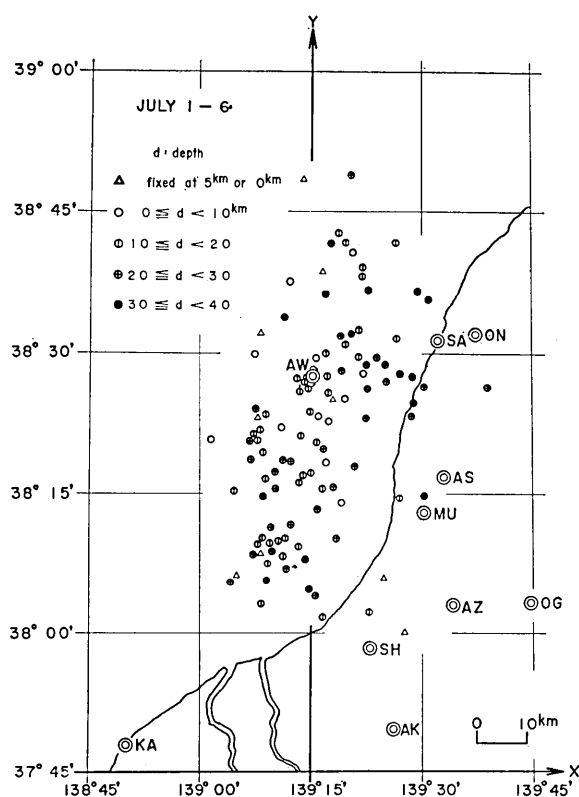 Y
39° 00'
JULY 1 – 6
d : depth
△ fixed at 5km or 0km
○ 0 ≦ d < 10km
10 ≦ d < 20
20 ≦ d < 30
● 30 ≦ d < 40
38° 45'
38° 30'
SA
ON
AW
38° 15'
AS
MU
38° 00'
AZ
OG
SH
KA
AK
0 10km
37° 45'
X
138° 45'
139° 00'
139° 15'
139° 30'
139° 45'